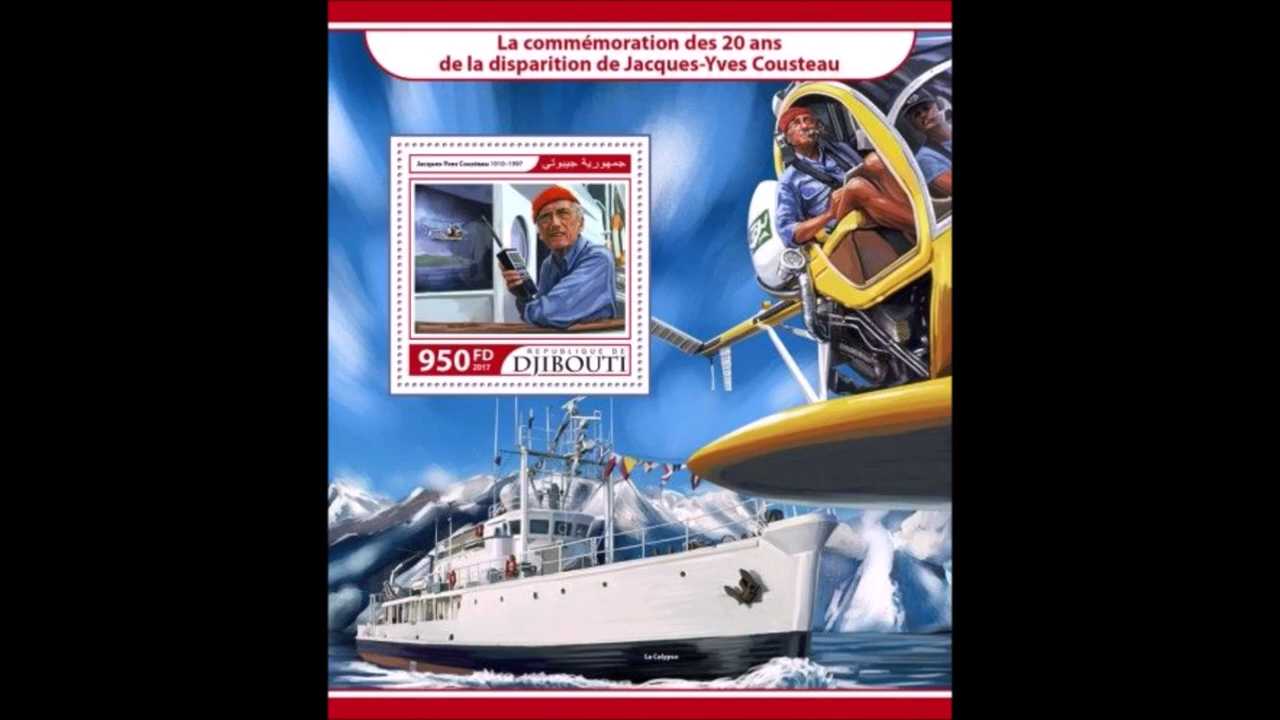 La commémoration des 20 ans
de la disparition de Jacques-Yves Cousteau
Jacques-Yves Cousteau 1910–1997
جمهورية جيبوتي
950 FD
2017
REPUBLIQUE DE
DJIBOUTI
La Calypso